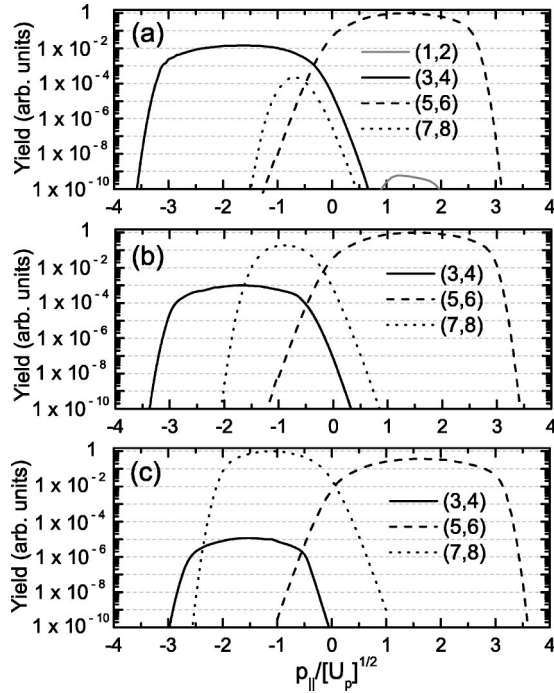 (a)
Yield (arb. units)
1
1 x 10⁻²
1 x 10⁻⁴
1 x 10⁻⁶
1 x 10⁻⁸
1 x 10⁻¹⁰
(1,2)
(3,4)
(5,6)
(7,8)
-4 -3 -2 -1 0 1 2 3 4
(b)
Yield (arb. units)
1
1 x 10⁻²
1 x 10⁻⁴
1 x 10⁻⁶
1 x 10⁻⁸
1 x 10⁻¹⁰
(3,4)
(5,6)
(7,8)
-4 -3 -2 -1 0 1 2 3 4
(c)
Yield (arb. units)
1
1 x 10⁻²
1 x 10⁻⁴
1 x 10⁻⁶
1 x 10⁻⁸
1 x 10⁻¹⁰
(3,4)
(5,6)
(7,8)
-4 -3 -2 -1 0 1 2 3 4
p||/[Uₚ]¹ᐟ²